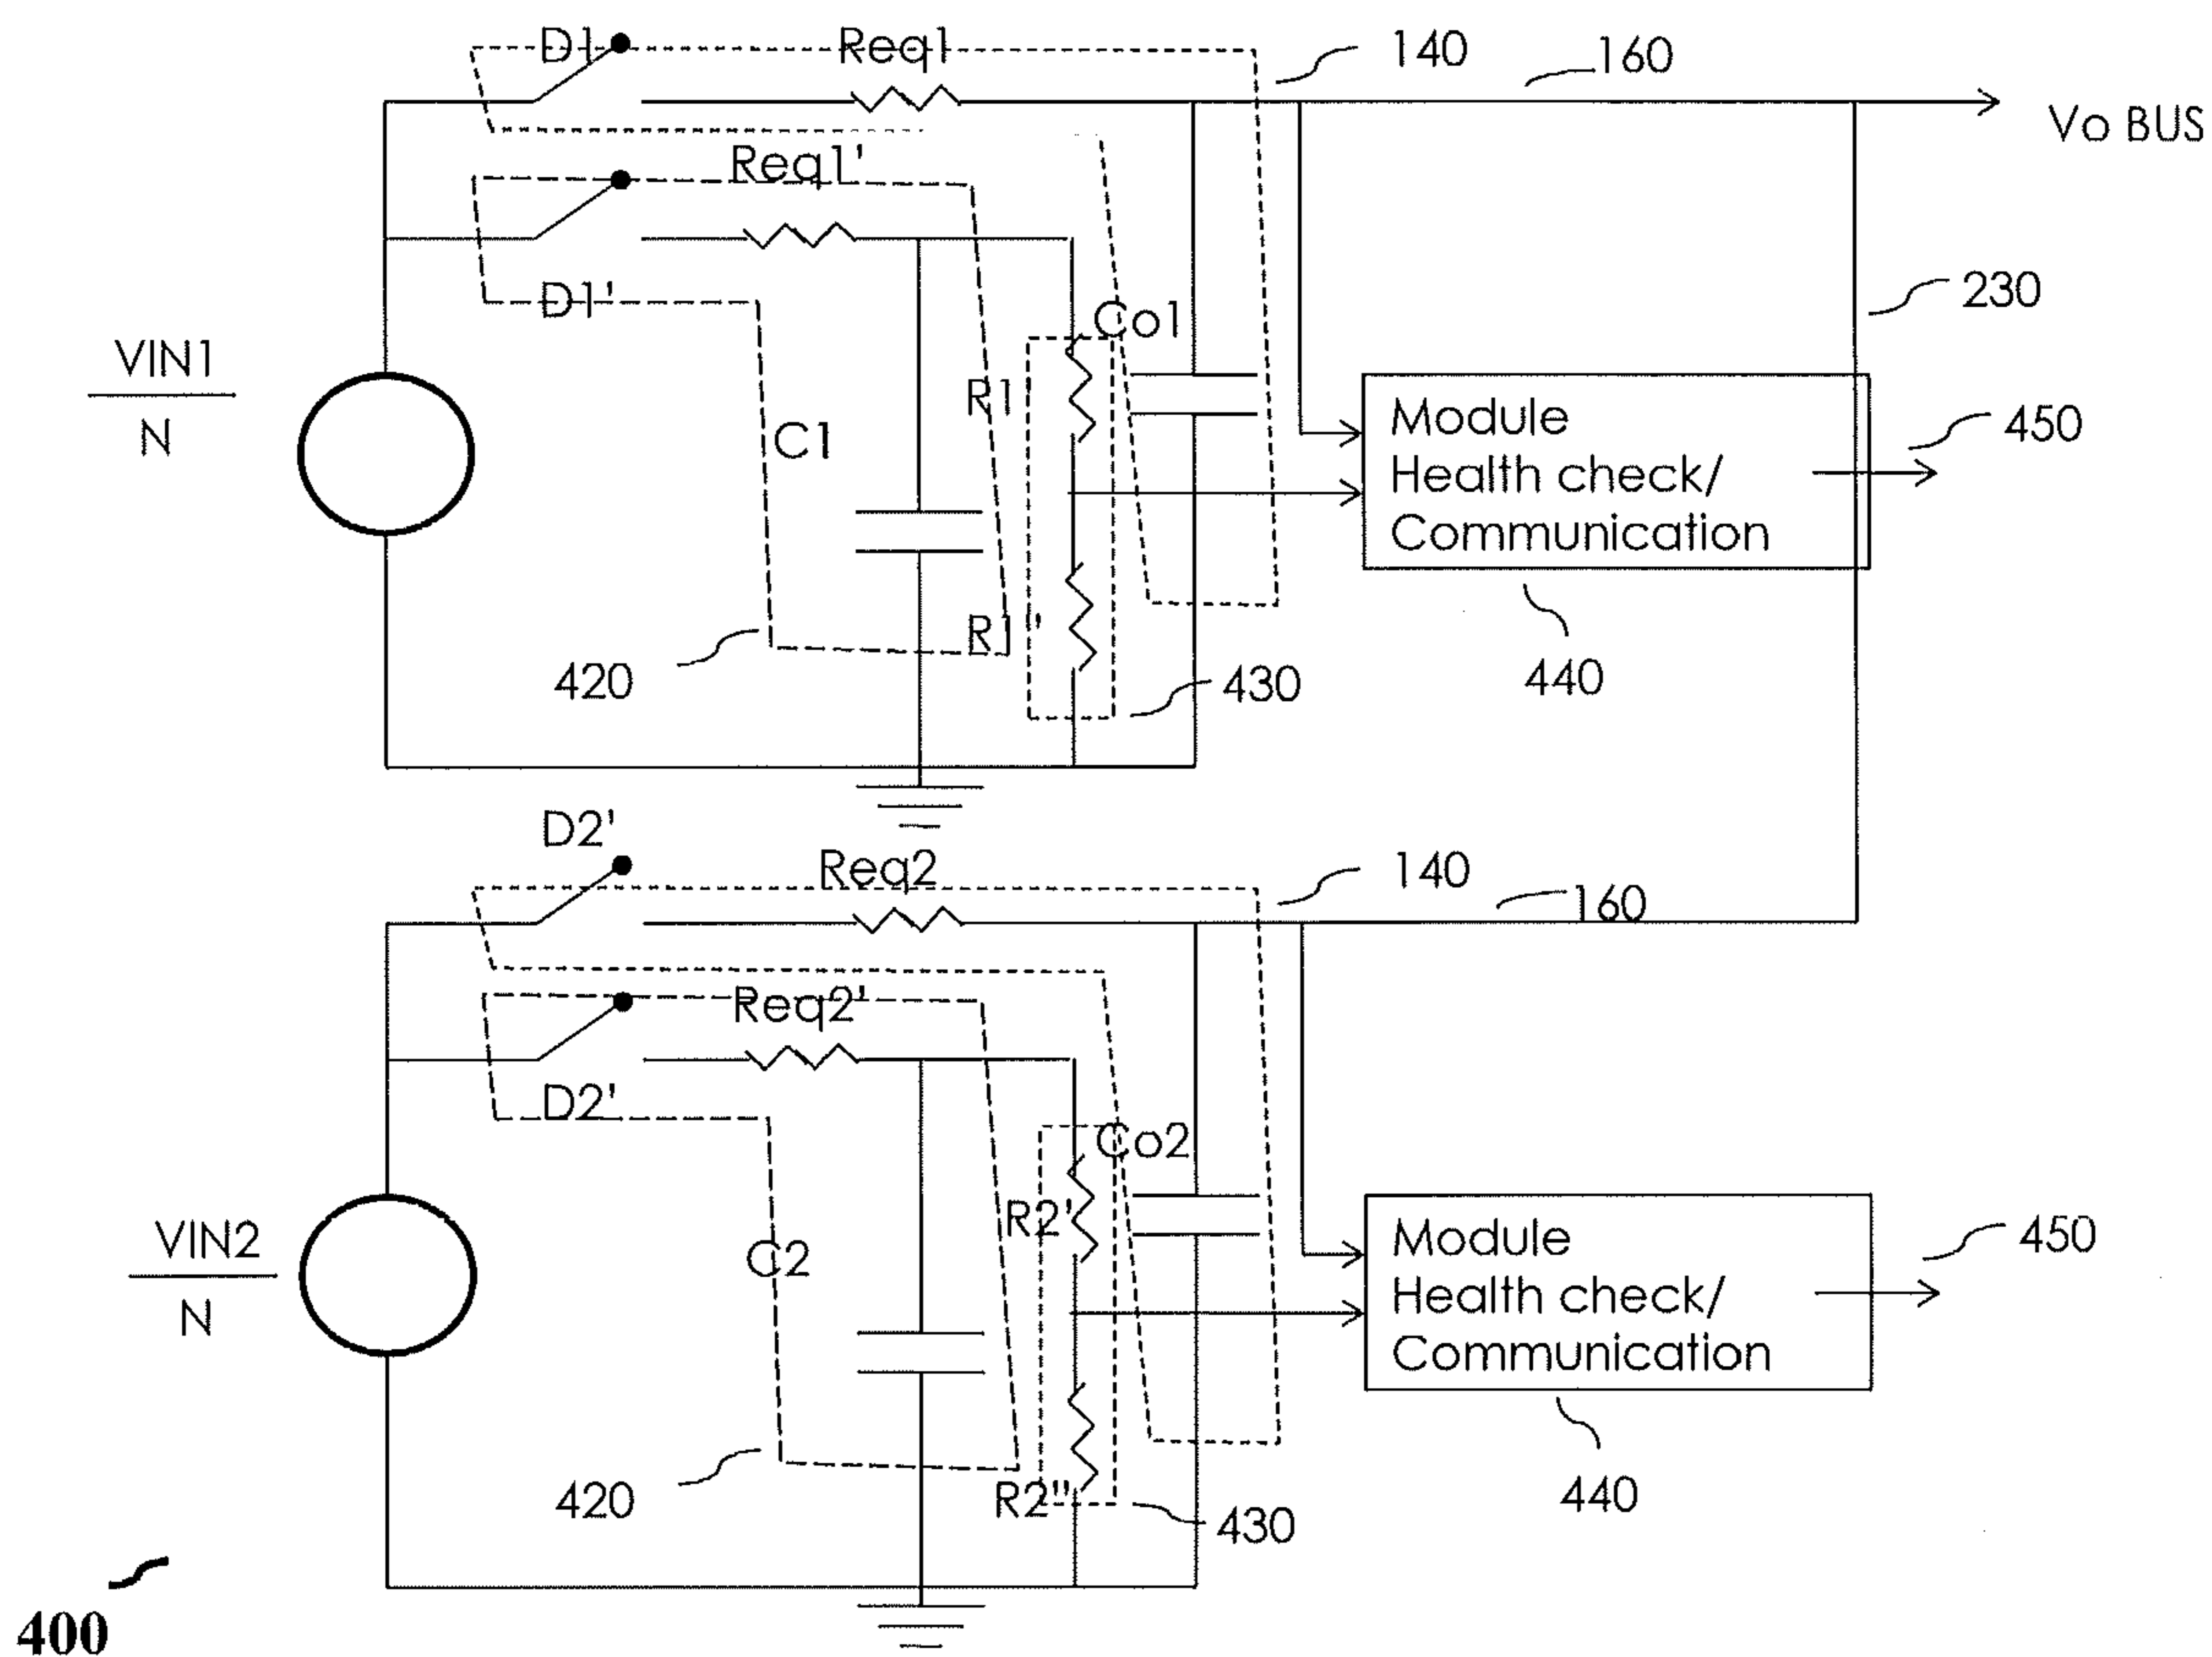 D1
Req1
140
160
Vo BUS
Req1'
D1'
230
Co1
VIN1
N
R1'
C1
Module
Health check/
Communication
450
R1"
420
430
440
D2'
Req2
140
160
Req2'
D2'
Co2
R2'
VIN2
N
C2
Module
Health check/
Communication
450
420
R2"
430
440
400